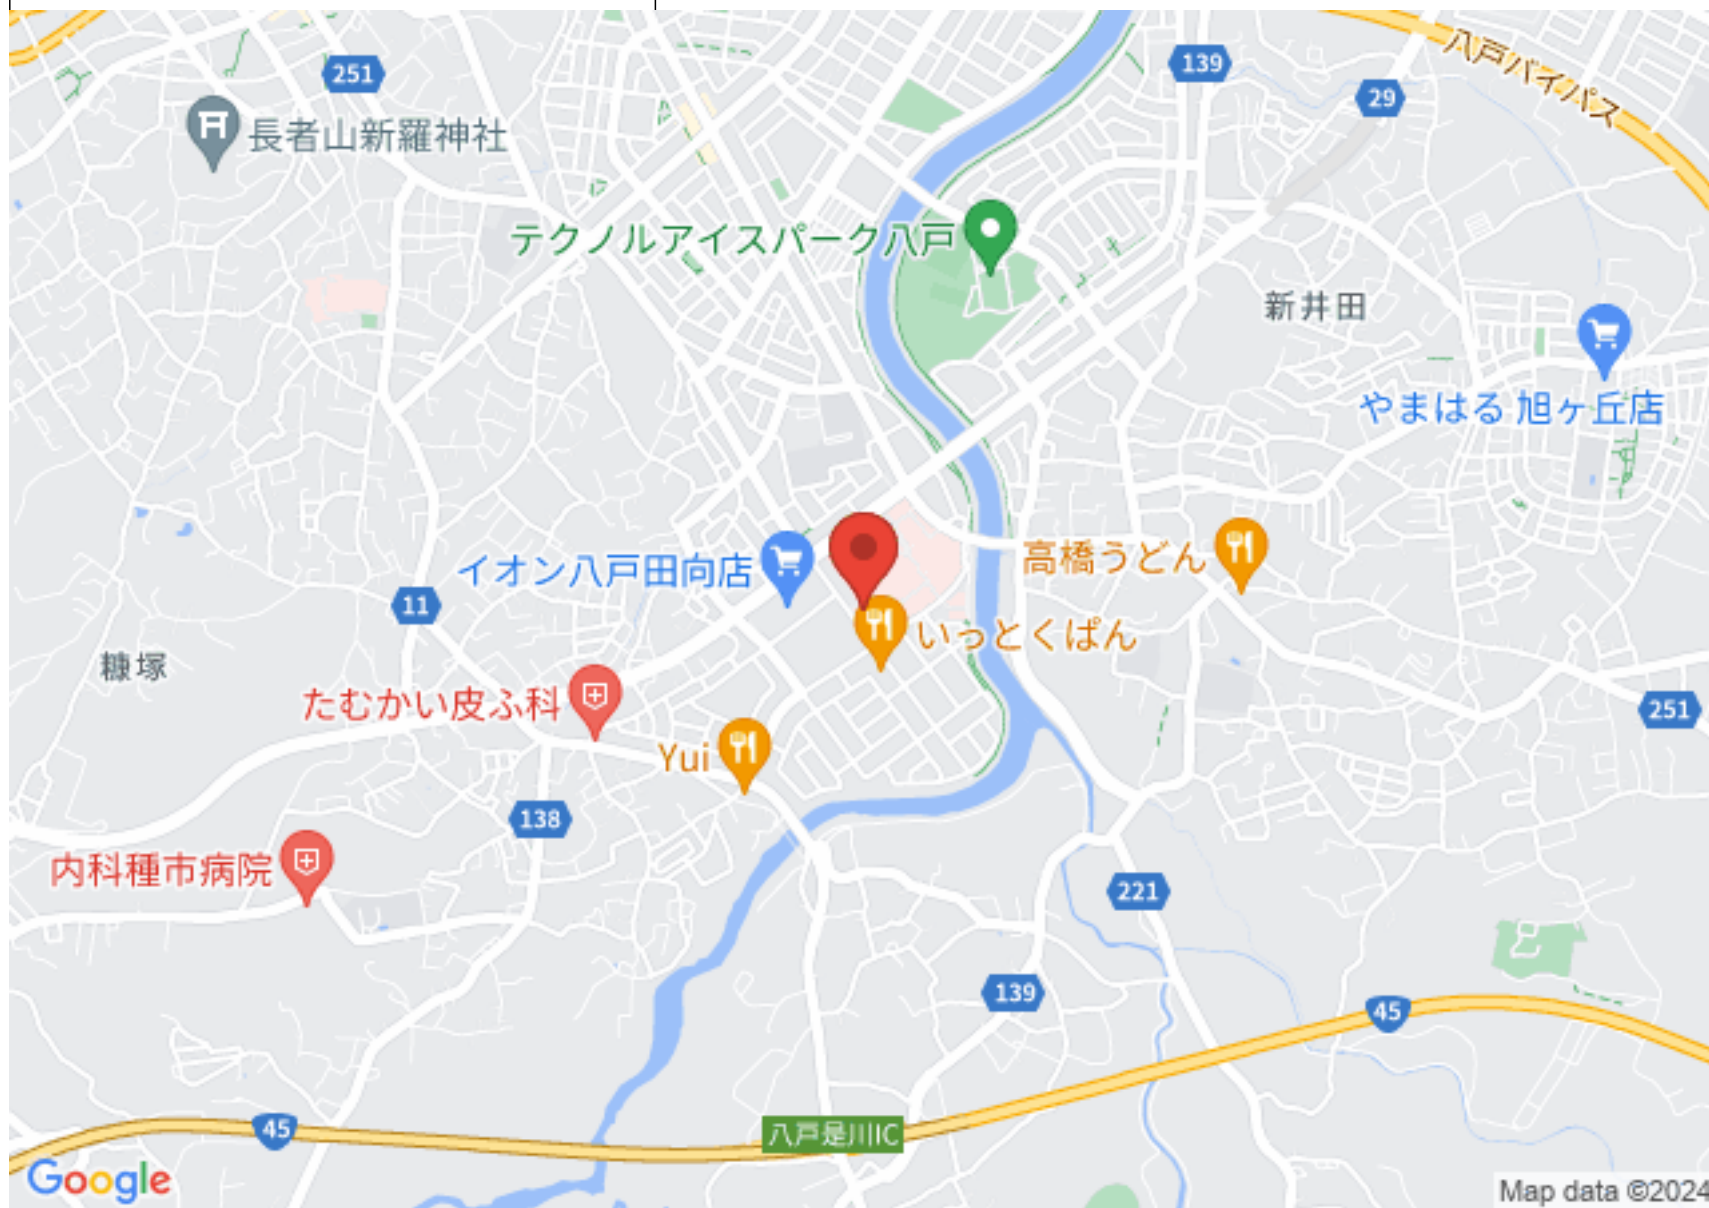 八戸バイパス
139
251
29
長者山新羅神社
テクノルアイスパーク八戸
新井田
やまはる 旭ヶ丘店
イオン八戸田向店
高橋うどん
11
いっとくぱん
糠塚
たむかい皮ふ科
251
Yui
138
内科種市病院
221
139
45
45
八戸是川IC
Google
Map data ©2024